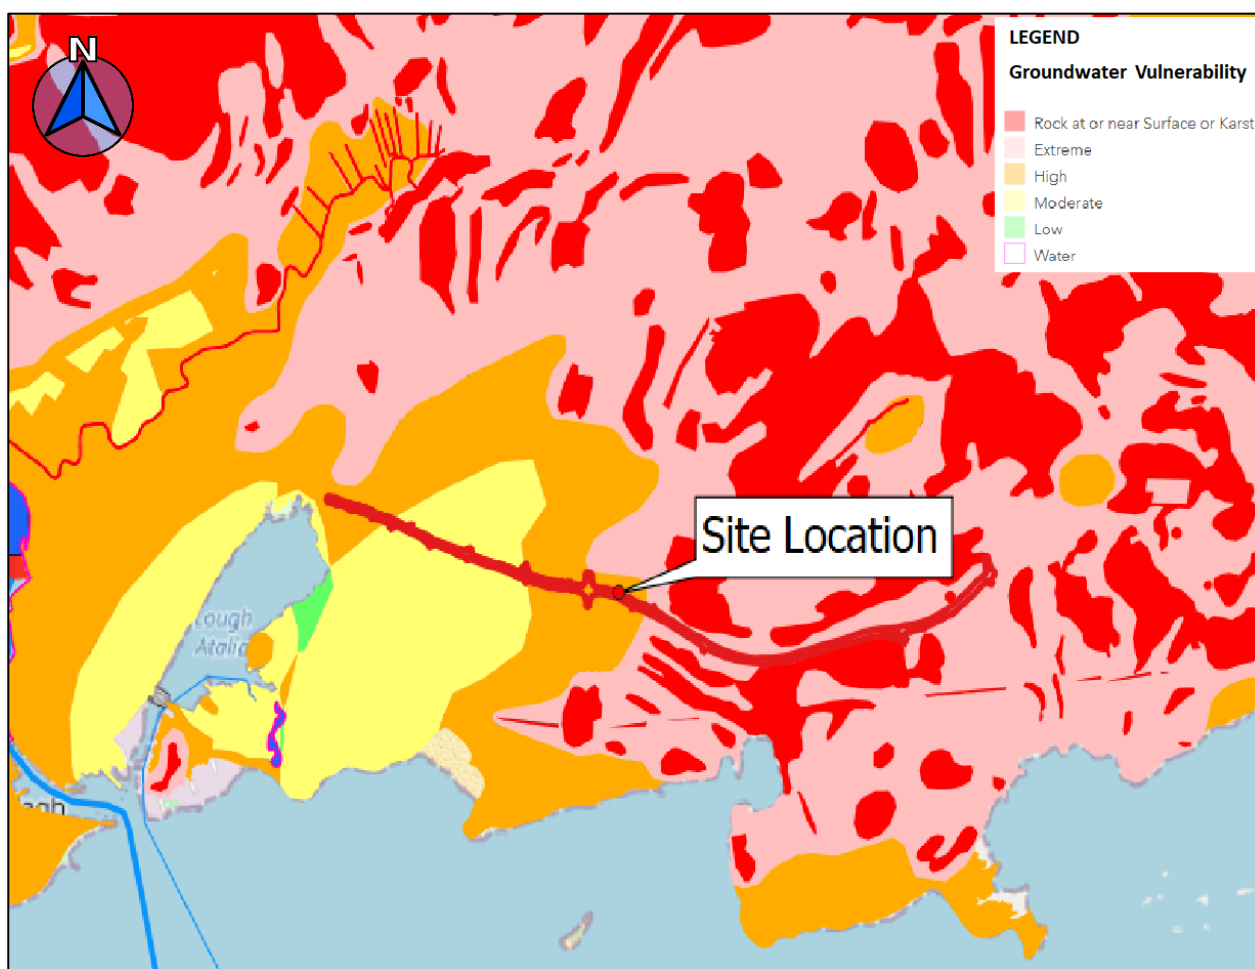 N
LEGEND
Groundwater Vulnerability
Rock at or near Surface or Karst
Extreme
High
Moderate
Low
Water
Site Location
Lough
Atalia